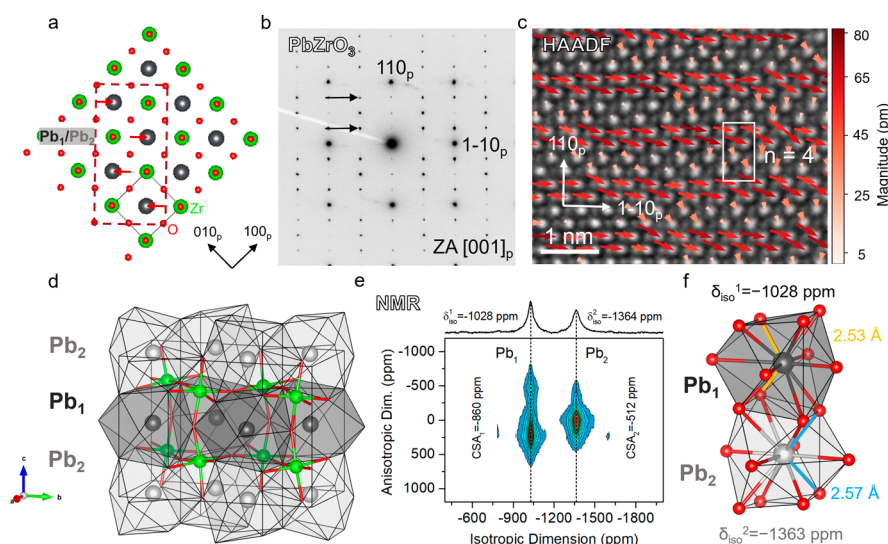 a
Pb₁/Pb₂
Zr
O
010ₚ
100ₚ
b
PbZrO₃
110ₚ
1-10ₚ
ZA [001]ₚ
c
HAADF
110ₚ
1-10ₚ
n = 4
1 nm
80
65
45
25
5
Magnitude (pm)
d
Pb₂
Pb₁
Pb₂
c
a
b
e
NMR
δ¹iso=-1028 ppm
δ²iso=-1364 ppm
Pb₁
Pb₂
CSA₁=-860 ppm
CSA₂=-512 ppm
Anisotropic Dim. (ppm)
-1000
-500
0
500
1000
-600
-900
-1200
-1500
-1800
Isotropic Dimension (ppm)
f
δiso¹=−1028 ppm
2.53 Å
Pb₁
Pb₂
2.57 Å
δiso²=−1363 ppm